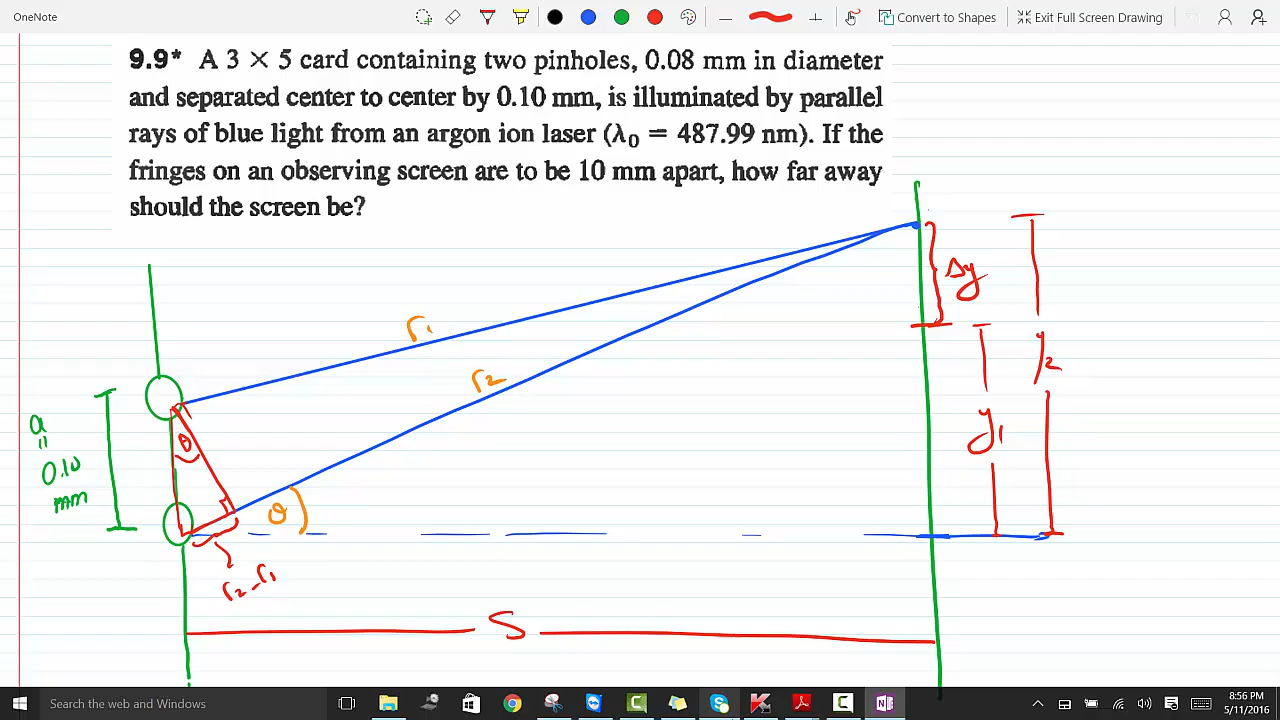 OneNote
Convert to Shapes
Exit Full Screen Drawing
9.9* A 3 × 5 card containing two pinholes, 0.08 mm in diameter
and separated center to center by 0.10 mm, is illuminated by parallel
rays of blue light from an argon ion laser (λ₀ = 487.99 nm). If the
fringes on an observing screen are to be 10 mm apart, how far away
should the screen be?
Δy
r₁
y₂
r₂
a
=
0.10
mm
θ
y₁
θ
r₂-r₁
S
Search the web and Windows
8:56 PM
5/11/2016